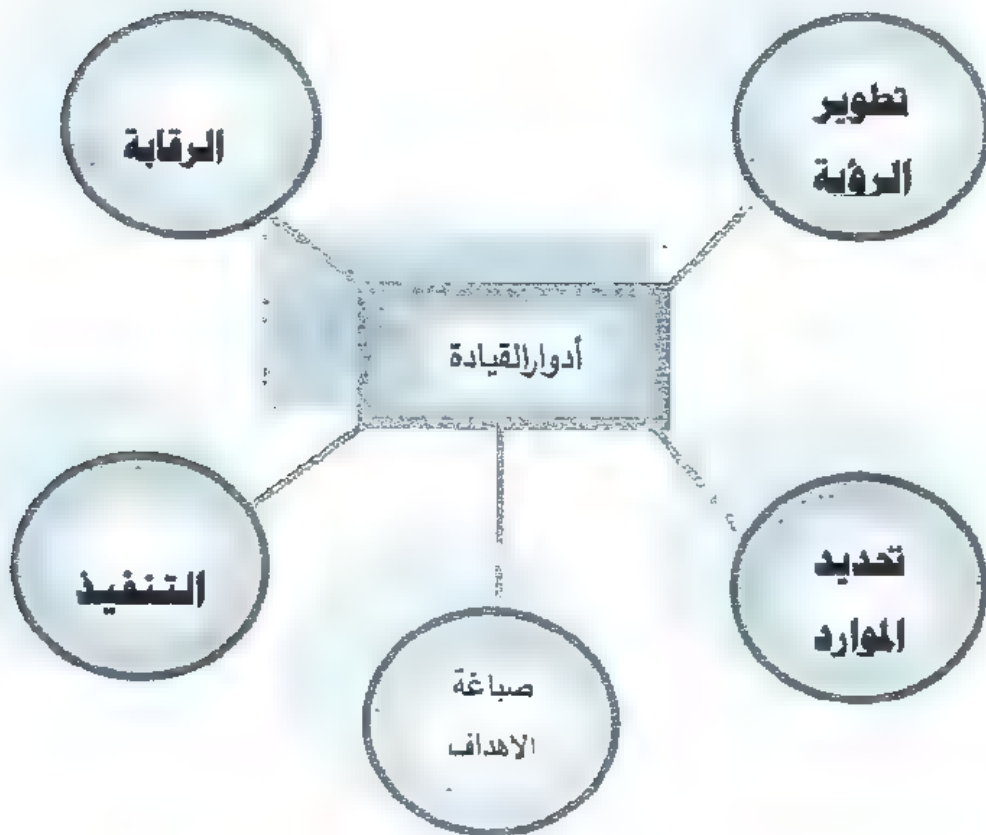 الرقابة
تطوير
الرؤية
أدوارالقيادة
التنفيذ
تحديد
الموارد
صياغة
الاهداف